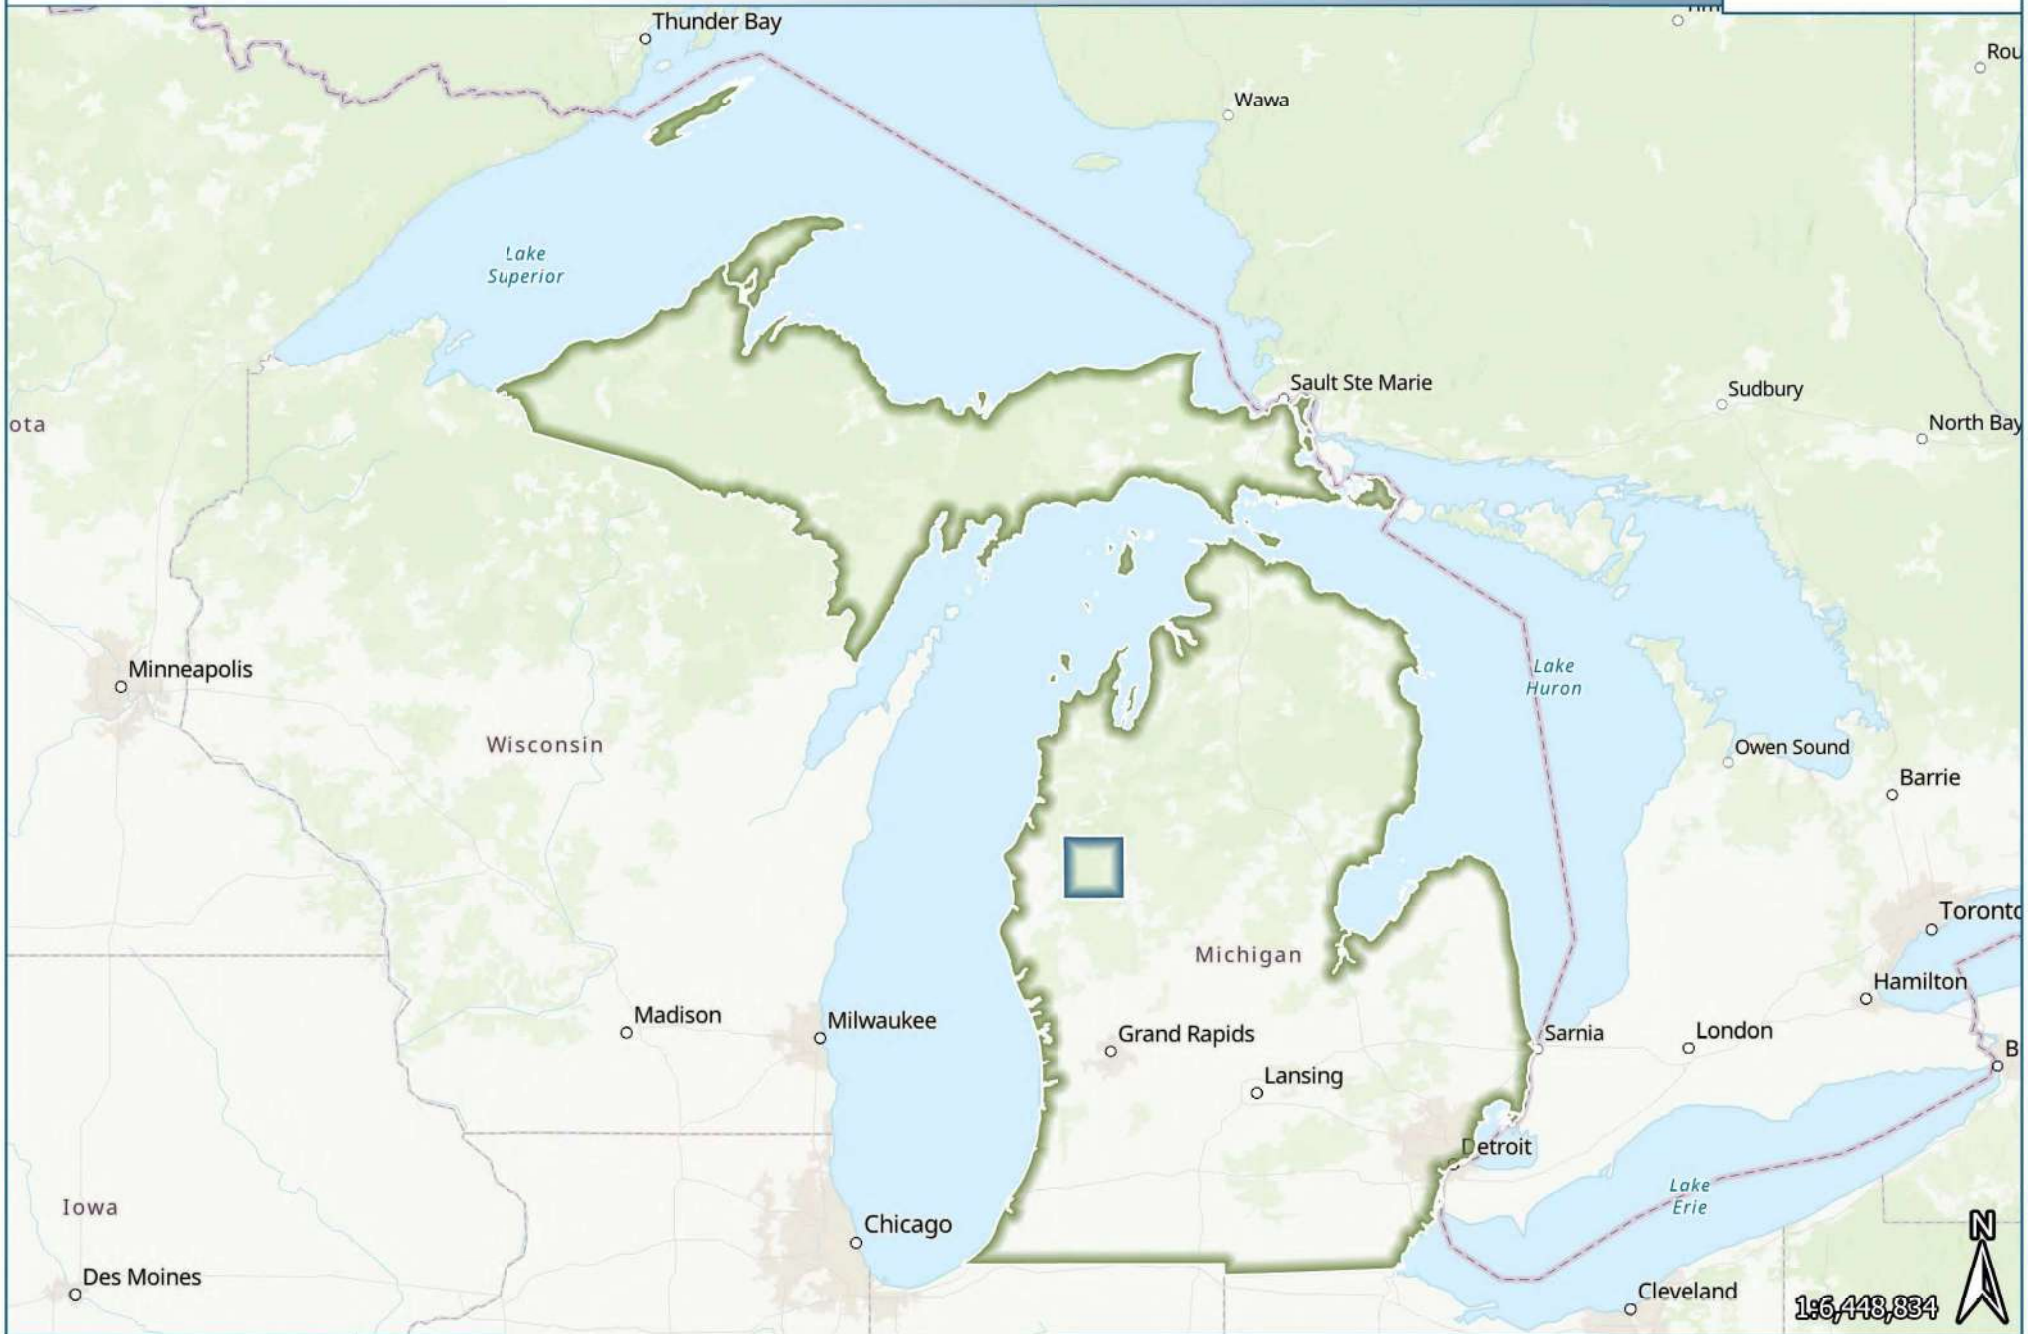 Thunder Bay
Rou
Wawa
Lake
Superior
Sault Ste Marie
Sudbury
ota
North Bay
Minneapolis
Lake
Huron
Wisconsin
Owen Sound
Barrie
Toronto
Michigan
Hamilton
Madison
Milwaukee
Grand Rapids
Sarnia
London
B
Lansing
Detroit
Lake
Erie
Iowa
Chicago
N
Des Moines
Cleveland
1:6,448,834